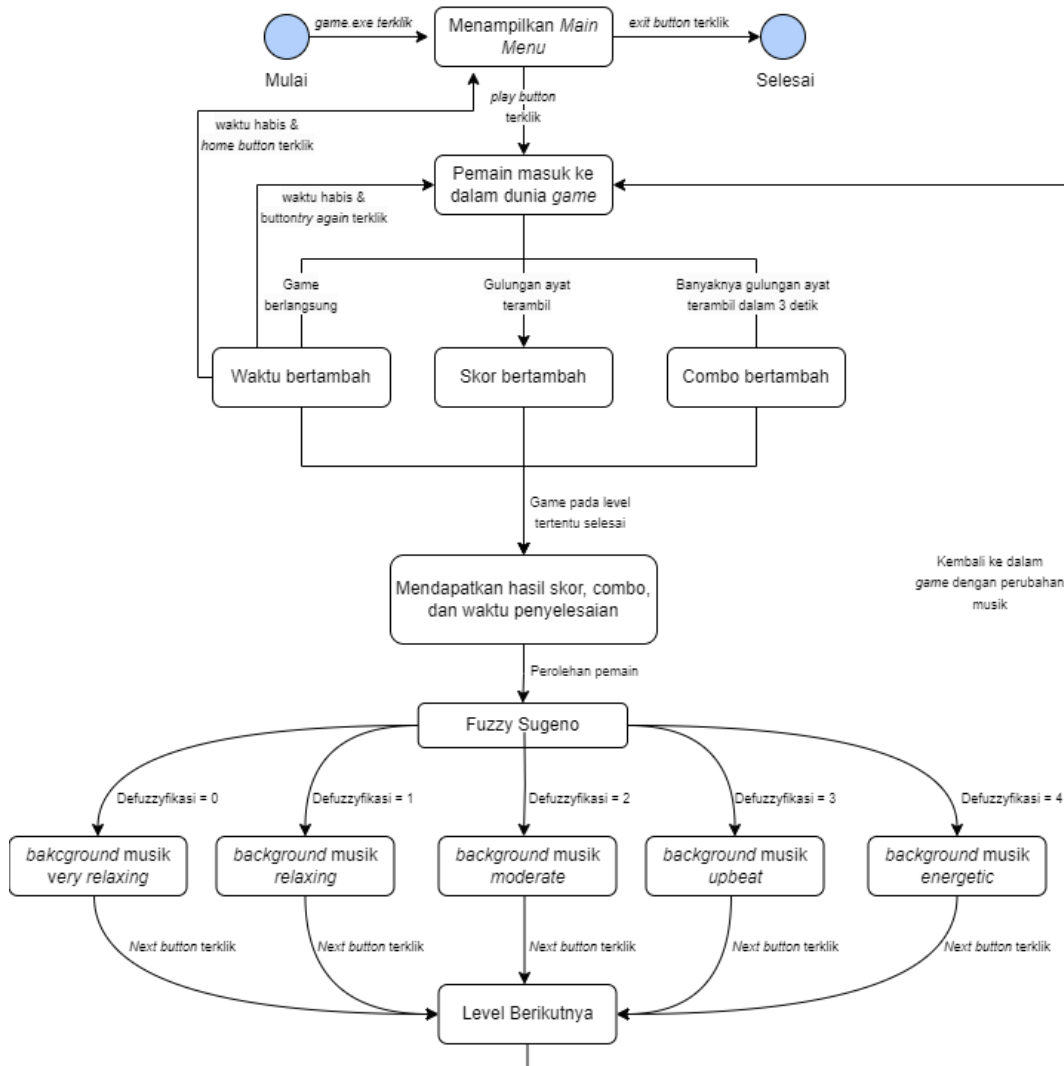 game.exe terklik
Menampilkan Main
Menu
exit button terklik
Mulai
Selesai
play button
terklik
waktu habis &
home button terklik
Pemain masuk ke
dalam dunia game
waktu habis &
buttontry again terklik
Game
berlangsung
Gulungan ayat
terambil
Banyaknya gulungan ayat
terambil dalam 3 detik
Waktu bertambah
Skor bertambah
Combo bertambah
Game pada level
tertentu selesai
Mendapatkan hasil skor, combo,
dan waktu penyelesaian
Kembali ke dalam
game dengan perubahan
musik
Perolehan pemain
Fuzzy Sugeno
Defuzzyfikasi = 0
Defuzzyfikasi = 1
Defuzzyfikasi = 2
Defuzzyfikasi = 3
Defuzzyfikasi = 4
bakcground musik
very relaxing
background musik
relaxing
background musik
moderate
background musik
upbeat
background musik
energetic
Next button terklik
Next button terklik
Next button terklik
Next button terklik
Next button terklik
Level Berikutnya